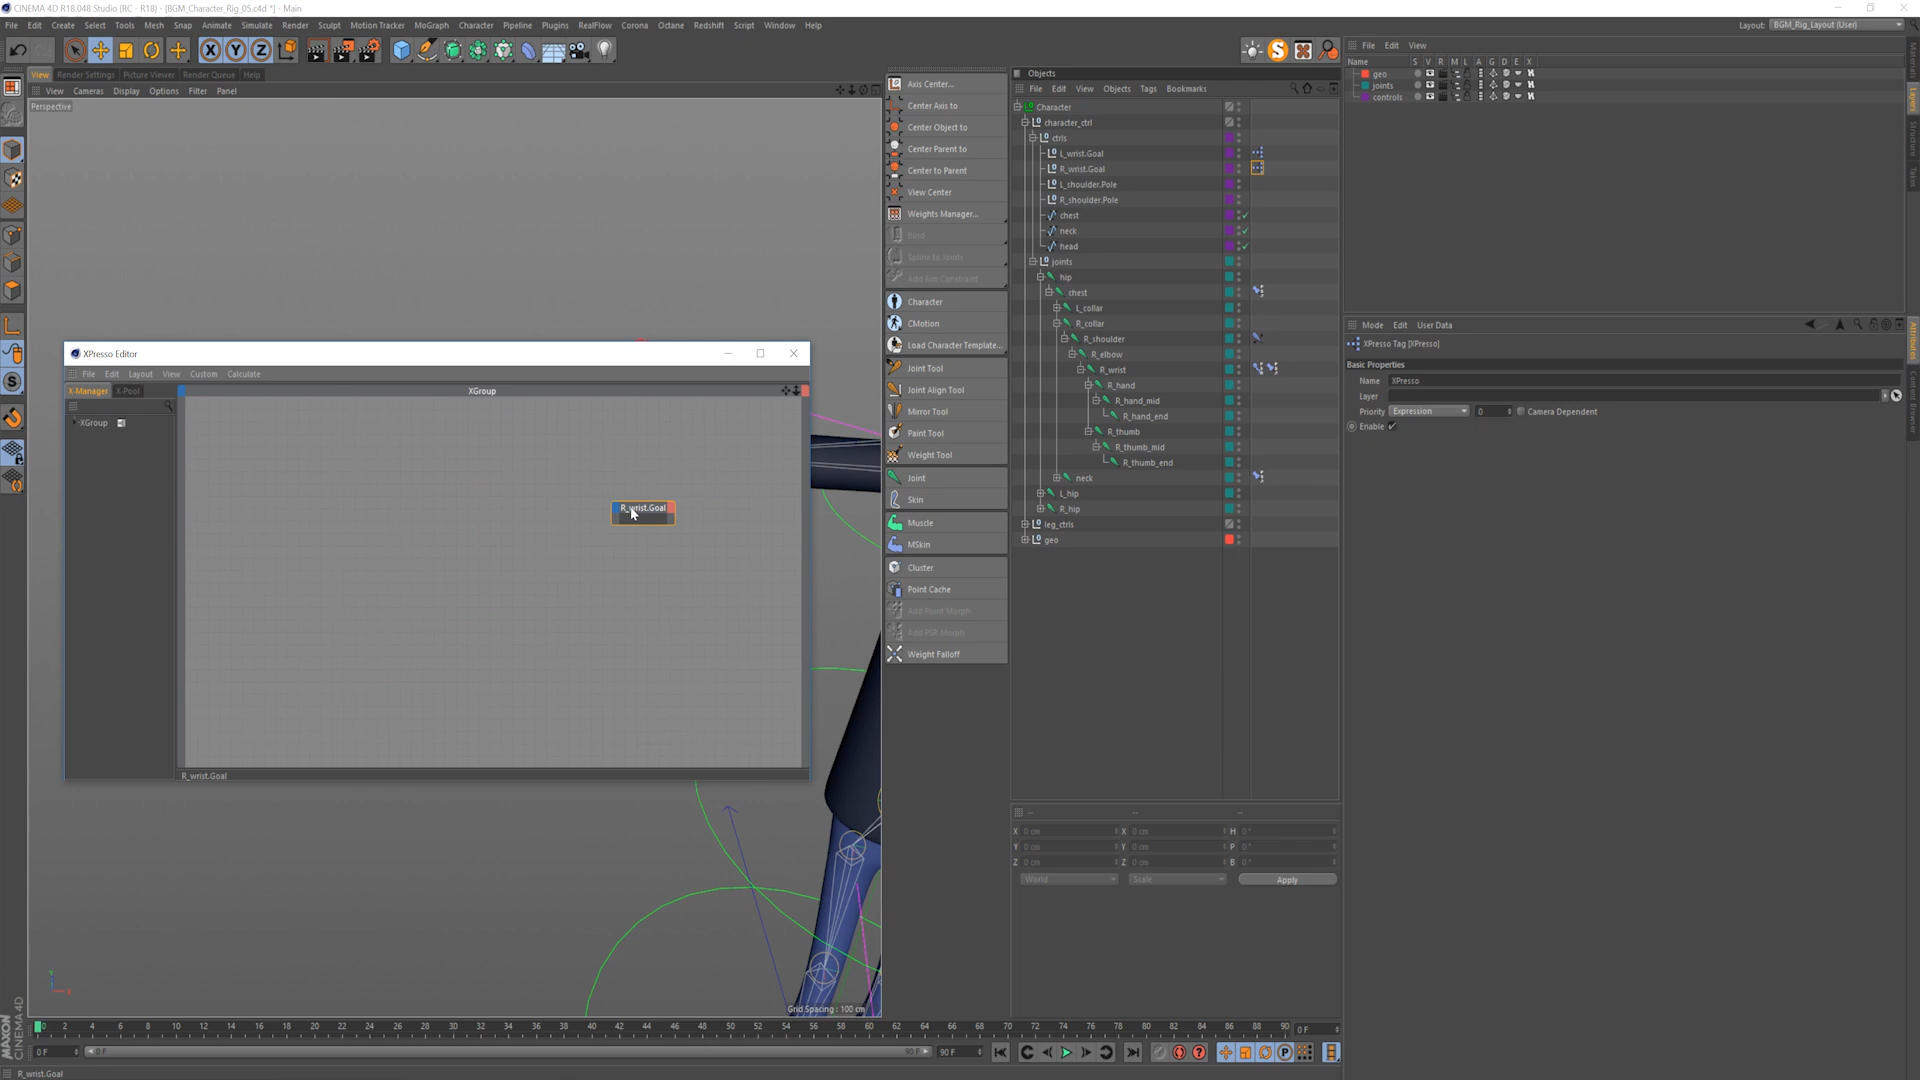 CINEMA 4D R18.048 Studio (RC - R18) - [BGM_Character_Rig_05.c4d *] - Main
File Edit Create Select Tools Mesh Snap Animate Simulate Render Sculpt Motion Tracker MoGraph Character Pipeline Plugins RealFlow Corona Octane Redshift Script Window Help
Layout: BGM_Rig_Layout (User)
View Render Settings Picture Viewer Render Queue Help
View Cameras Display Options Filter Panel
Perspective
XPresso Editor
File Edit Layout View Custom Calculate
X-Manager X-Pool
XGroup
XGroup
R_wrist.Goal
R_wrist.Goal
Grid Spacing : 100 cm
Axis Center...
Center Axis to
Center Object to
Center Parent to
Center to Parent
View Center
Weights Manager...
Bind
Spline to Joints
Add Aim Constraint
Character
CMotion
Load Character Template...
Joint Tool
Joint Align Tool
Mirror Tool
Paint Tool
Weight Tool
Joint
Skin
Muscle
MSkin
Cluster
Point Cache
Add Point Morph
Add PSR Morph
Weight Falloff
Objects
File Edit View Objects Tags Bookmarks
Character
character_ctrl
ctrls
L_wrist.Goal
R_wrist.Goal
L_shoulder.Pole
R_shoulder.Pole
chest
neck
head
joints
hip
chest
L_collar
R_collar
R_shoulder
R_elbow
R_wrist
R_hand
R_hand_mid
R_hand_end
R_thumb
R_thumb_mid
R_thumb_end
neck
L_hip
R_hip
leg_ctrls
geo
X 0 cm X 0 cm H 0 °
Y 0 cm Y 0 cm P 0 °
Z 0 cm Z 0 cm B 0 °
World Scale Apply
File Edit View
Name S V R M L A G D E X
geo
joints
controls
Mode Edit User Data
XPresso Tag [XPresso]
Basic Properties
Name XPresso
Layer
Priority Expression 0 Camera Dependent
Enable
Materials
Layers
Structure
Takes
Attributes
Content Browser
0 2 4 6 8 10 12 14 16 18 20 22 24 26 28 30 32 34 36 38 40 42 44 46 48 50 52 54 56 58 60 62 64 66 68 70 72 74 76 78 80 82 84 86 88 90 0 F
0 F 0 F 90 F 90 F
MAXON CINEMA 4D
R_wrist.Goal